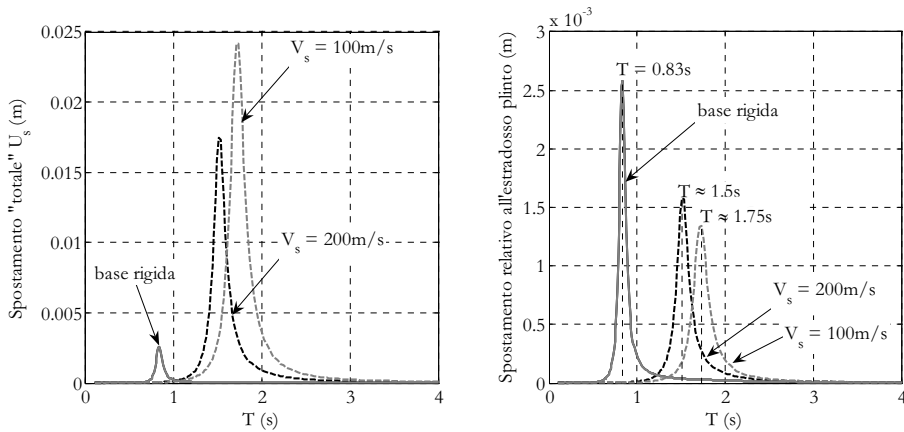 Spostamento "totale" U_s (m)
0.025
0.02
0.015
0.01
0.005
0
0 1 2 3 4
T (s)
V_s = 100m/s
V_s = 200m/s
base rigida
Spostamento relativo all'estradosso plinto (m)
x 10^-3
3
2.5
2
1.5
1
0.5
0
0 1 2 3 4
T (s)
T = 0.83s
base rigida
T ≈ 1.5s
T ≈ 1.75s
V_s = 200m/s
V_s = 100m/s